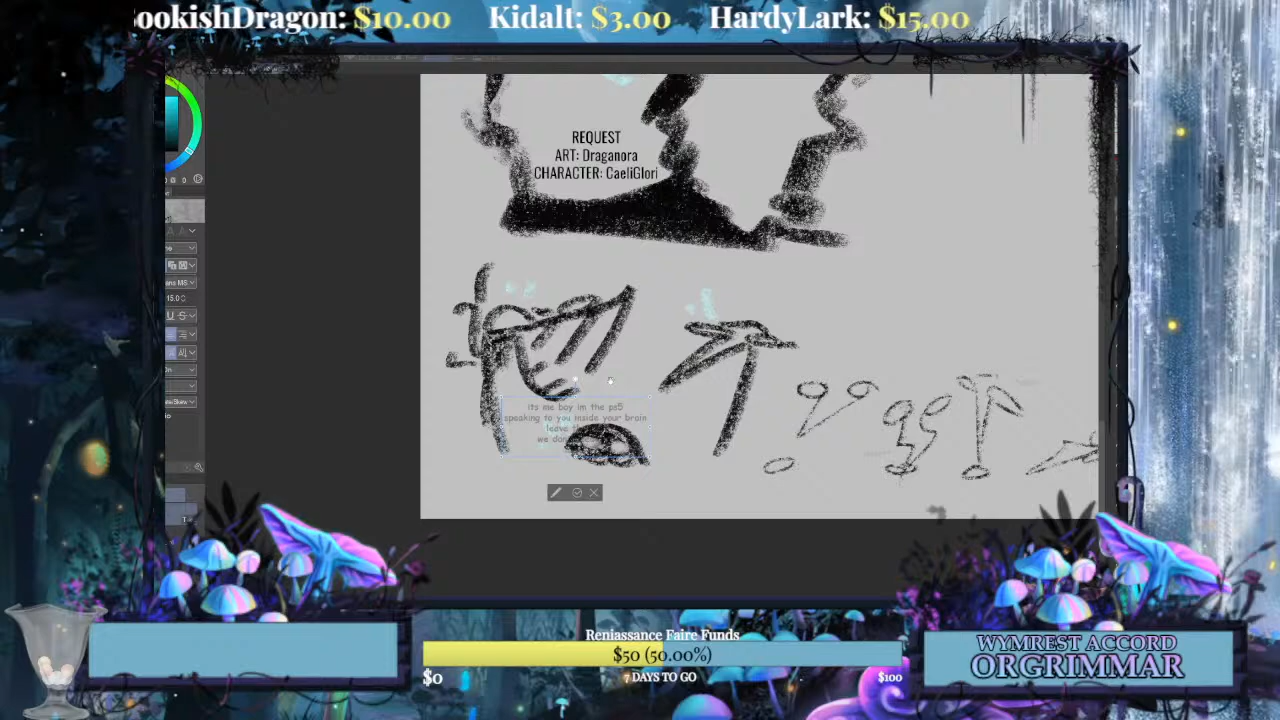 ookishDragon: $10.00 Kidalt: $3.00 HardyLark: $15.00
REQUEST
ART: Draganora
CHARACTER: CaeliGlori
its me boy im the ps5
speaking to you inside your brain
leave
we
Reniassance Faire Funds
$50 (50.00%)
$0 7 DAYS TO GO $100
WYMREST ACCORD
ORGRIMMAR